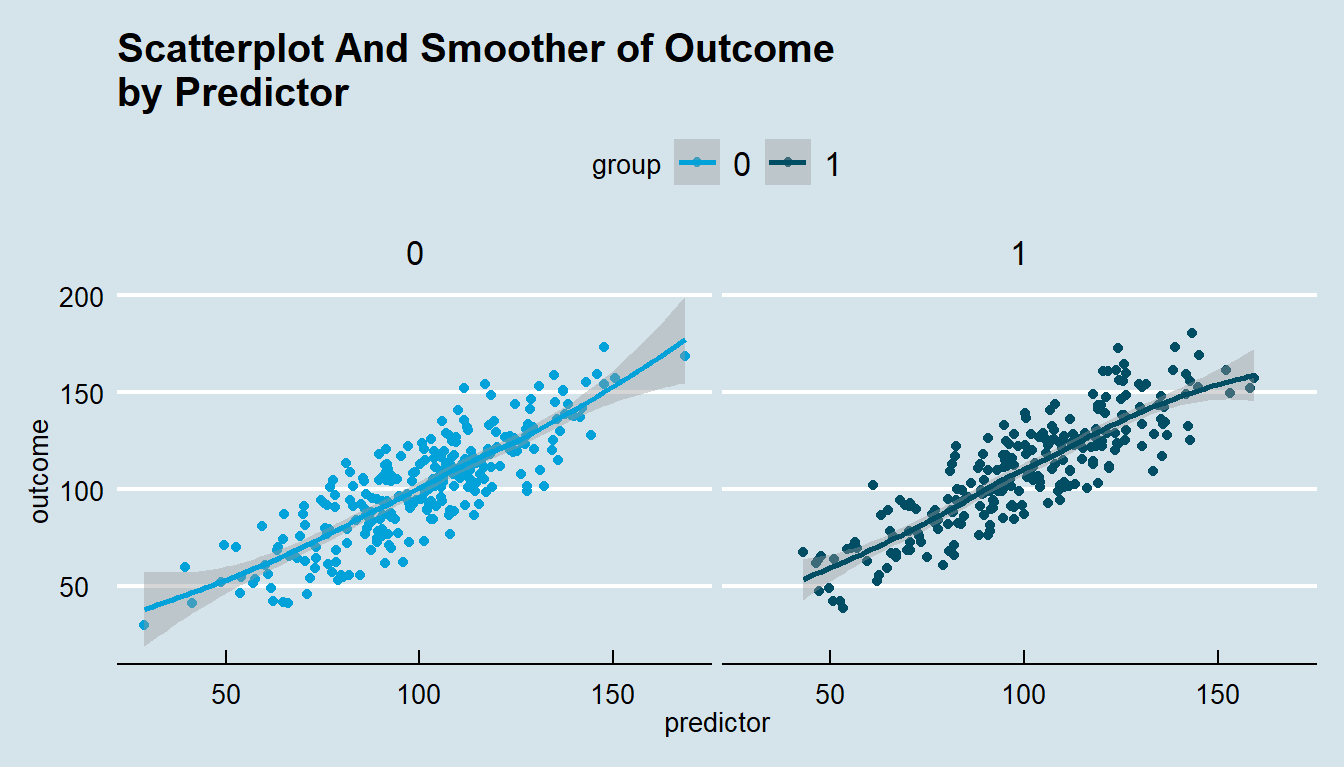 Scatterplot And Smoother of Outcome
by Predictor
group 0 1
0 1
200
150
100
50
outcome
50 100 150 50 100 150
predictor